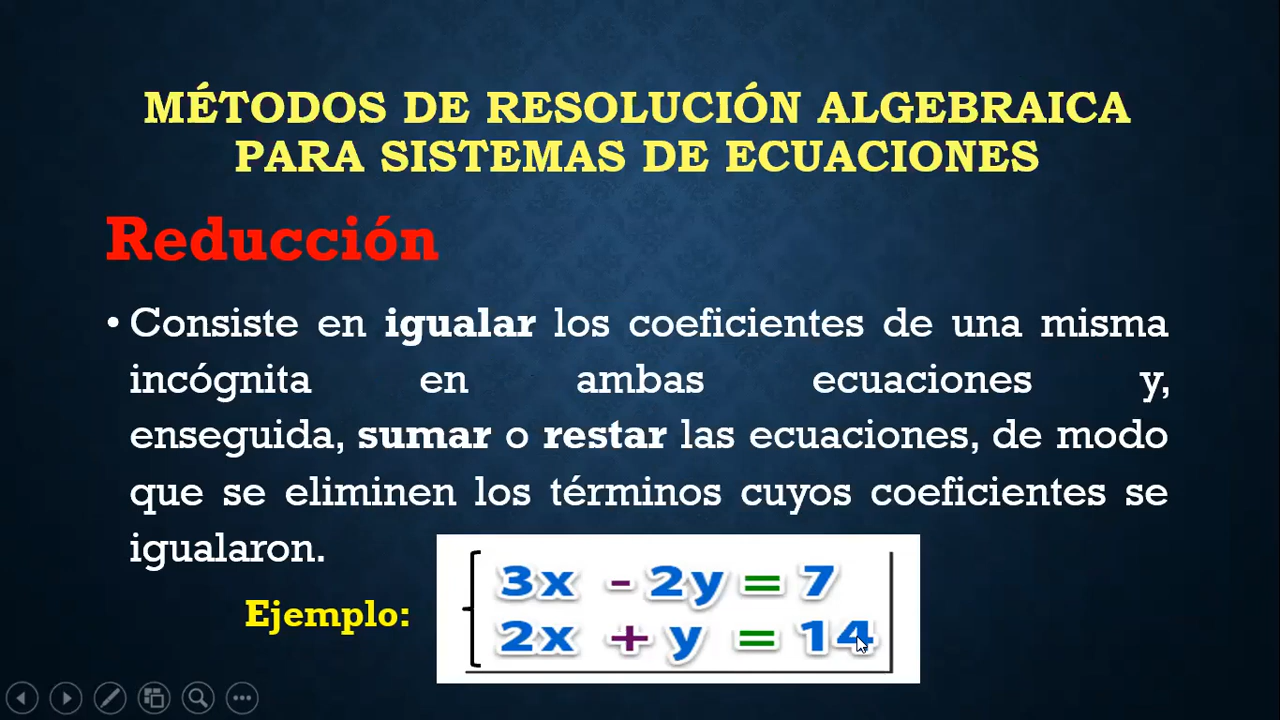 MÉTODOS DE RESOLUCIÓN ALGEBRAICA
PARA SISTEMAS DE ECUACIONES
Reducción
• Consiste en igualar los coeficientes de una misma
incógnita en ambas ecuaciones y,
enseguida, sumar o restar las ecuaciones, de modo
que se eliminen los términos cuyos coeficientes se
igualaron.
Ejemplo:
3x - 2y = 7
2x + y = 14